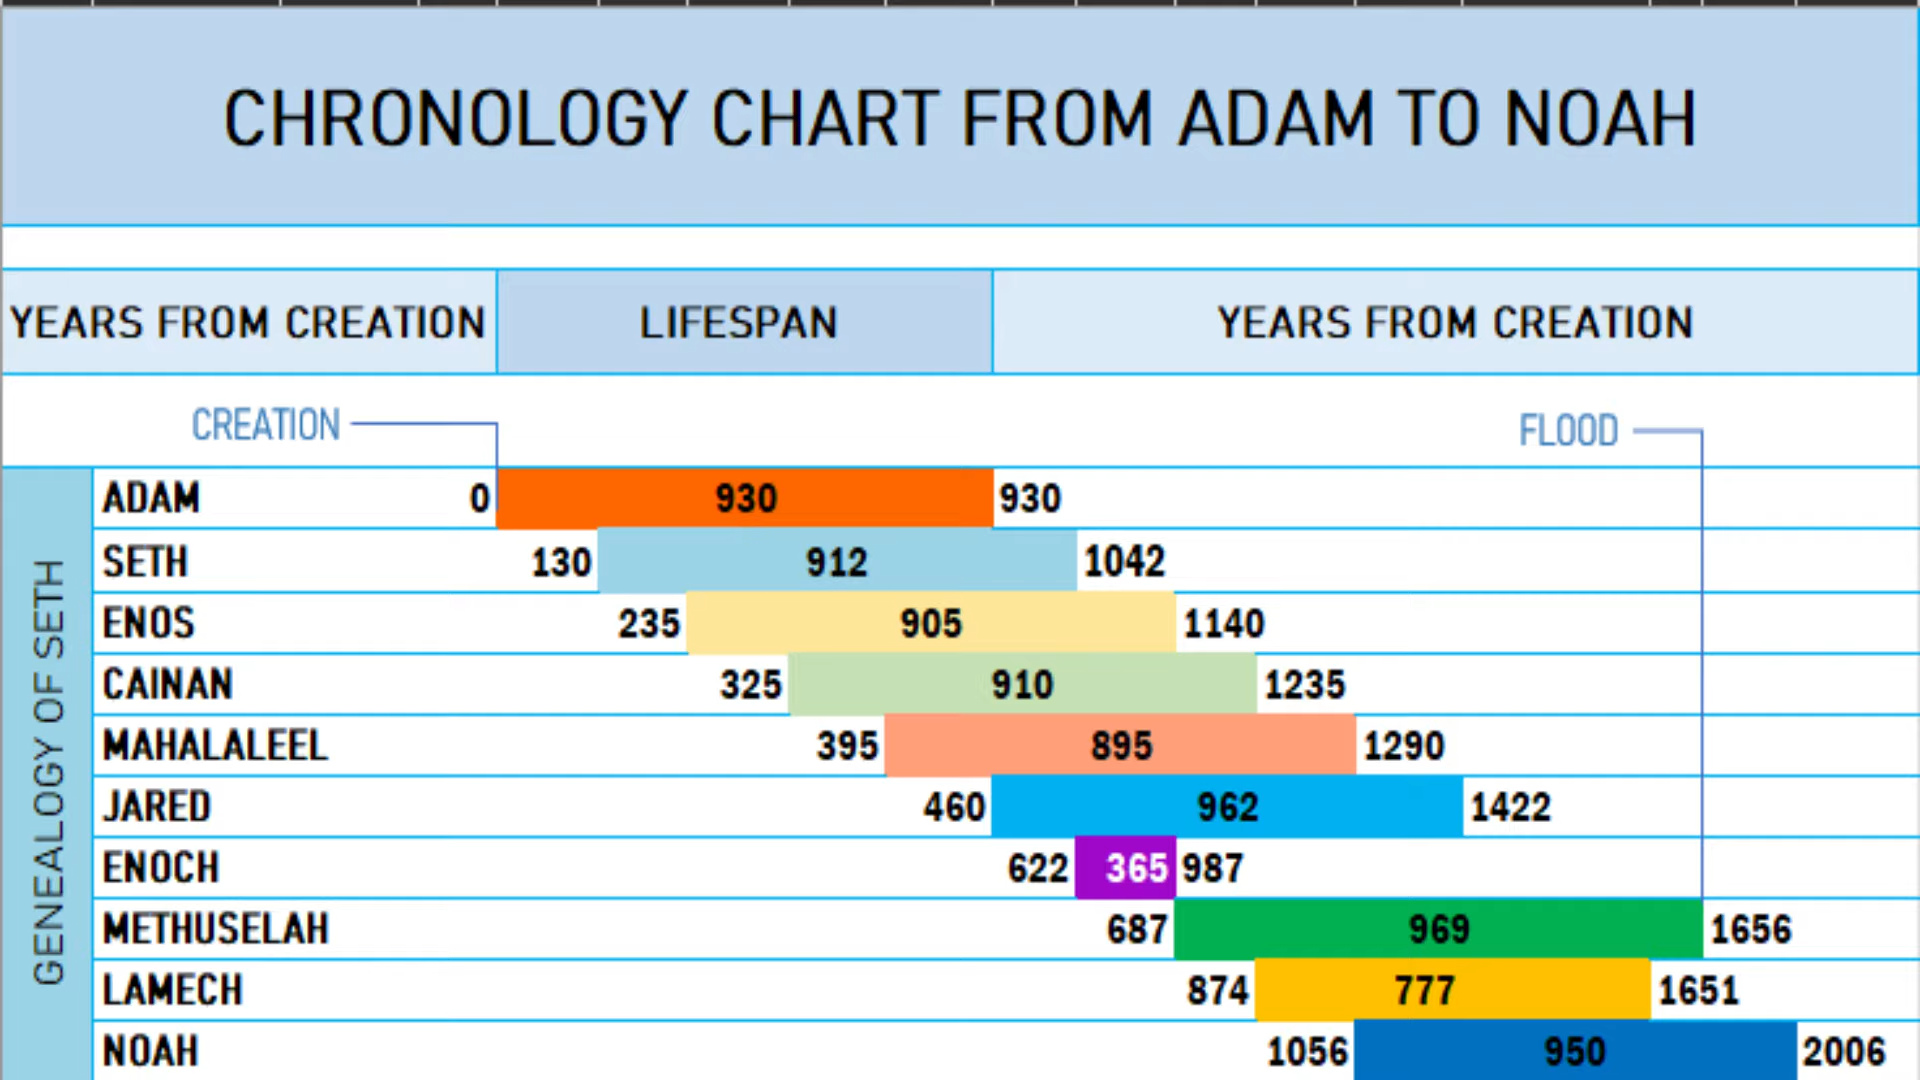 CHRONOLOGY CHART FROM ADAM TO NOAH
YEARS FROM CREATION LIFESPAN YEARS FROM CREATION
CREATION FLOOD
GENEALOGY OF SETH
ADAM 0 930 930
SETH 130 912 1042
ENOS 235 905 1140
CAINAN 325 910 1235
MAHALALEEL 395 895 1290
JARED 460 962 1422
ENOCH 622 365 987
METHUSELAH 687 969 1656
LAMECH 874 777 1651
NOAH 1056 950 2006